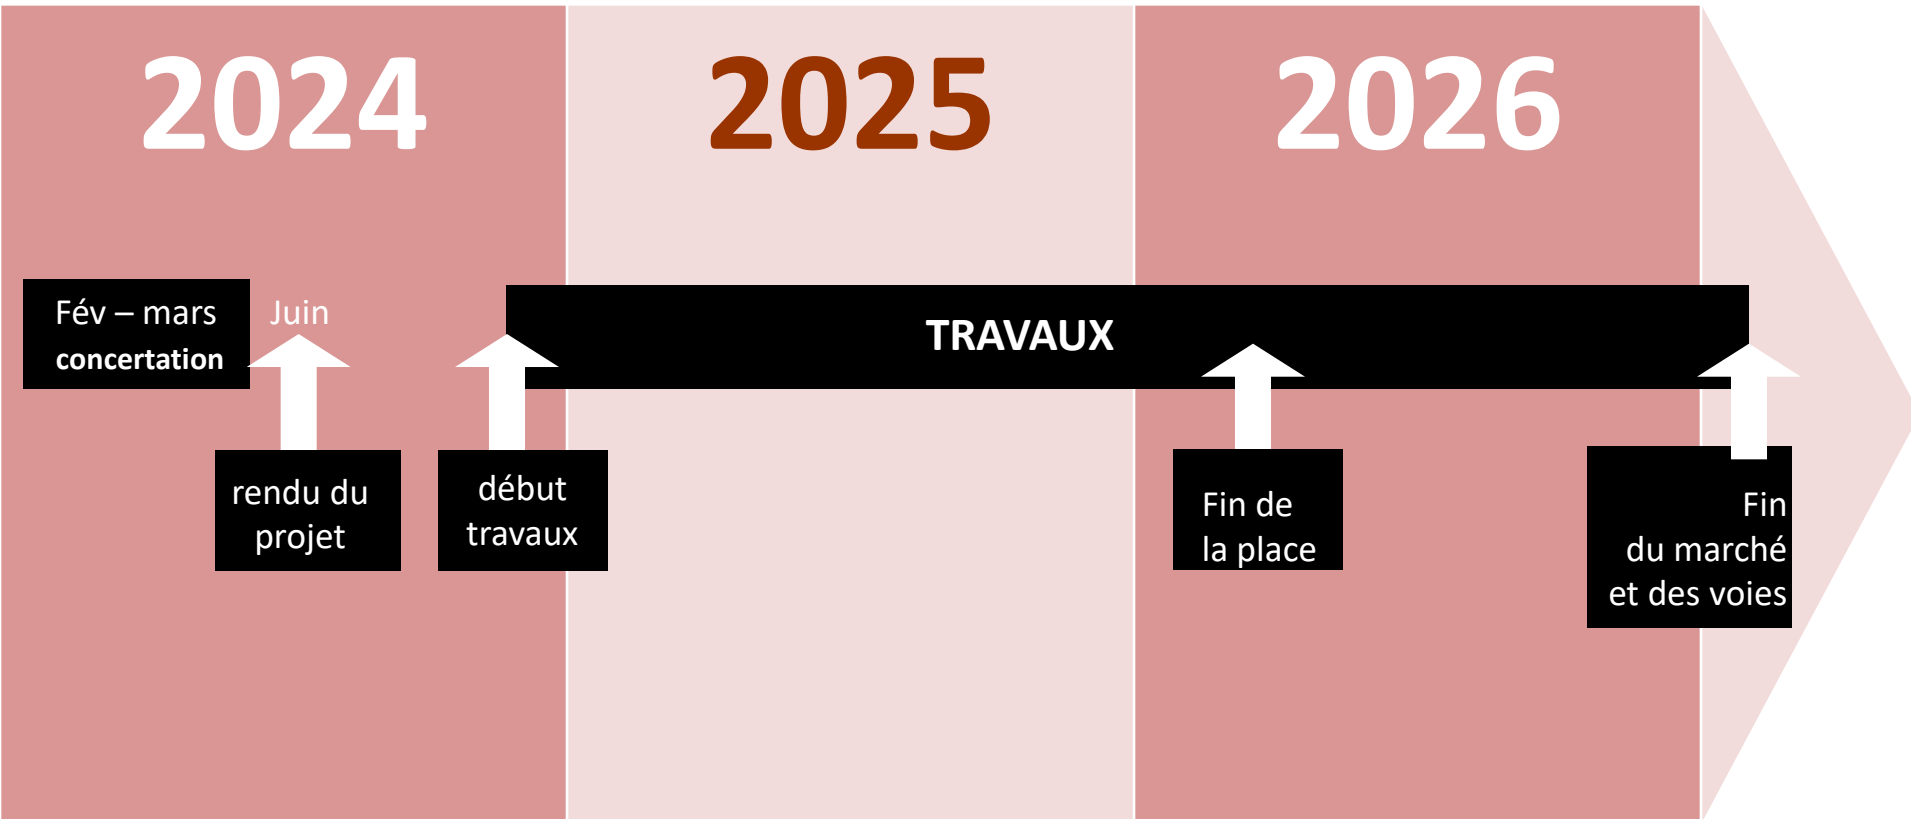 2024
2025
2026
Fév – mars
concertation
Juin
TRAVAUX
rendu du
projet
début
travaux
Fin de
la place
Fin
du marché
et des voies